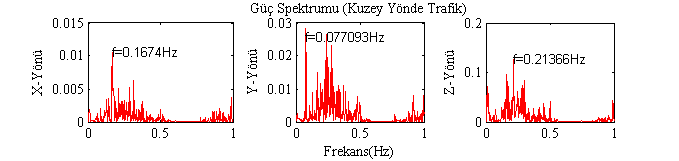 Güç Spektrumu (Kuzey Yönde Trafik)
0.015
0.01
0.005
0
X-Yönü
f=0.1674Hz
0
0.5
1
0.03
0.02
0.01
0
Y-Yönü
f=0.077093Hz
0
0.5
1
0.2
0.1
0
Z-Yönü
f=0.21366Hz
0
0.5
1
Frekans(Hz)